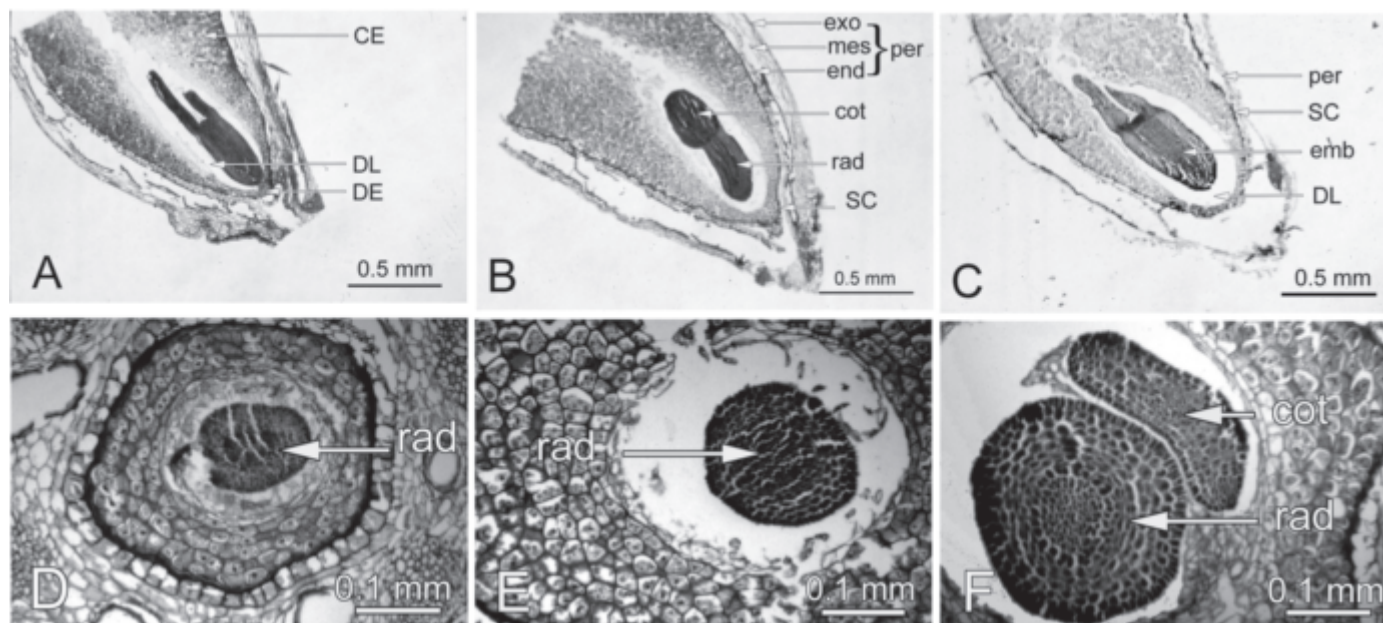 CE
DL
DE
A
0.5 mm
exo
mes
end
} per
cot
rad
SC
B
0.5 mm
per
SC
emb
DL
C
0.5 mm
rad
D
0.1 mm
rad
E
0.1 mm
cot
rad
F
0.1 mm